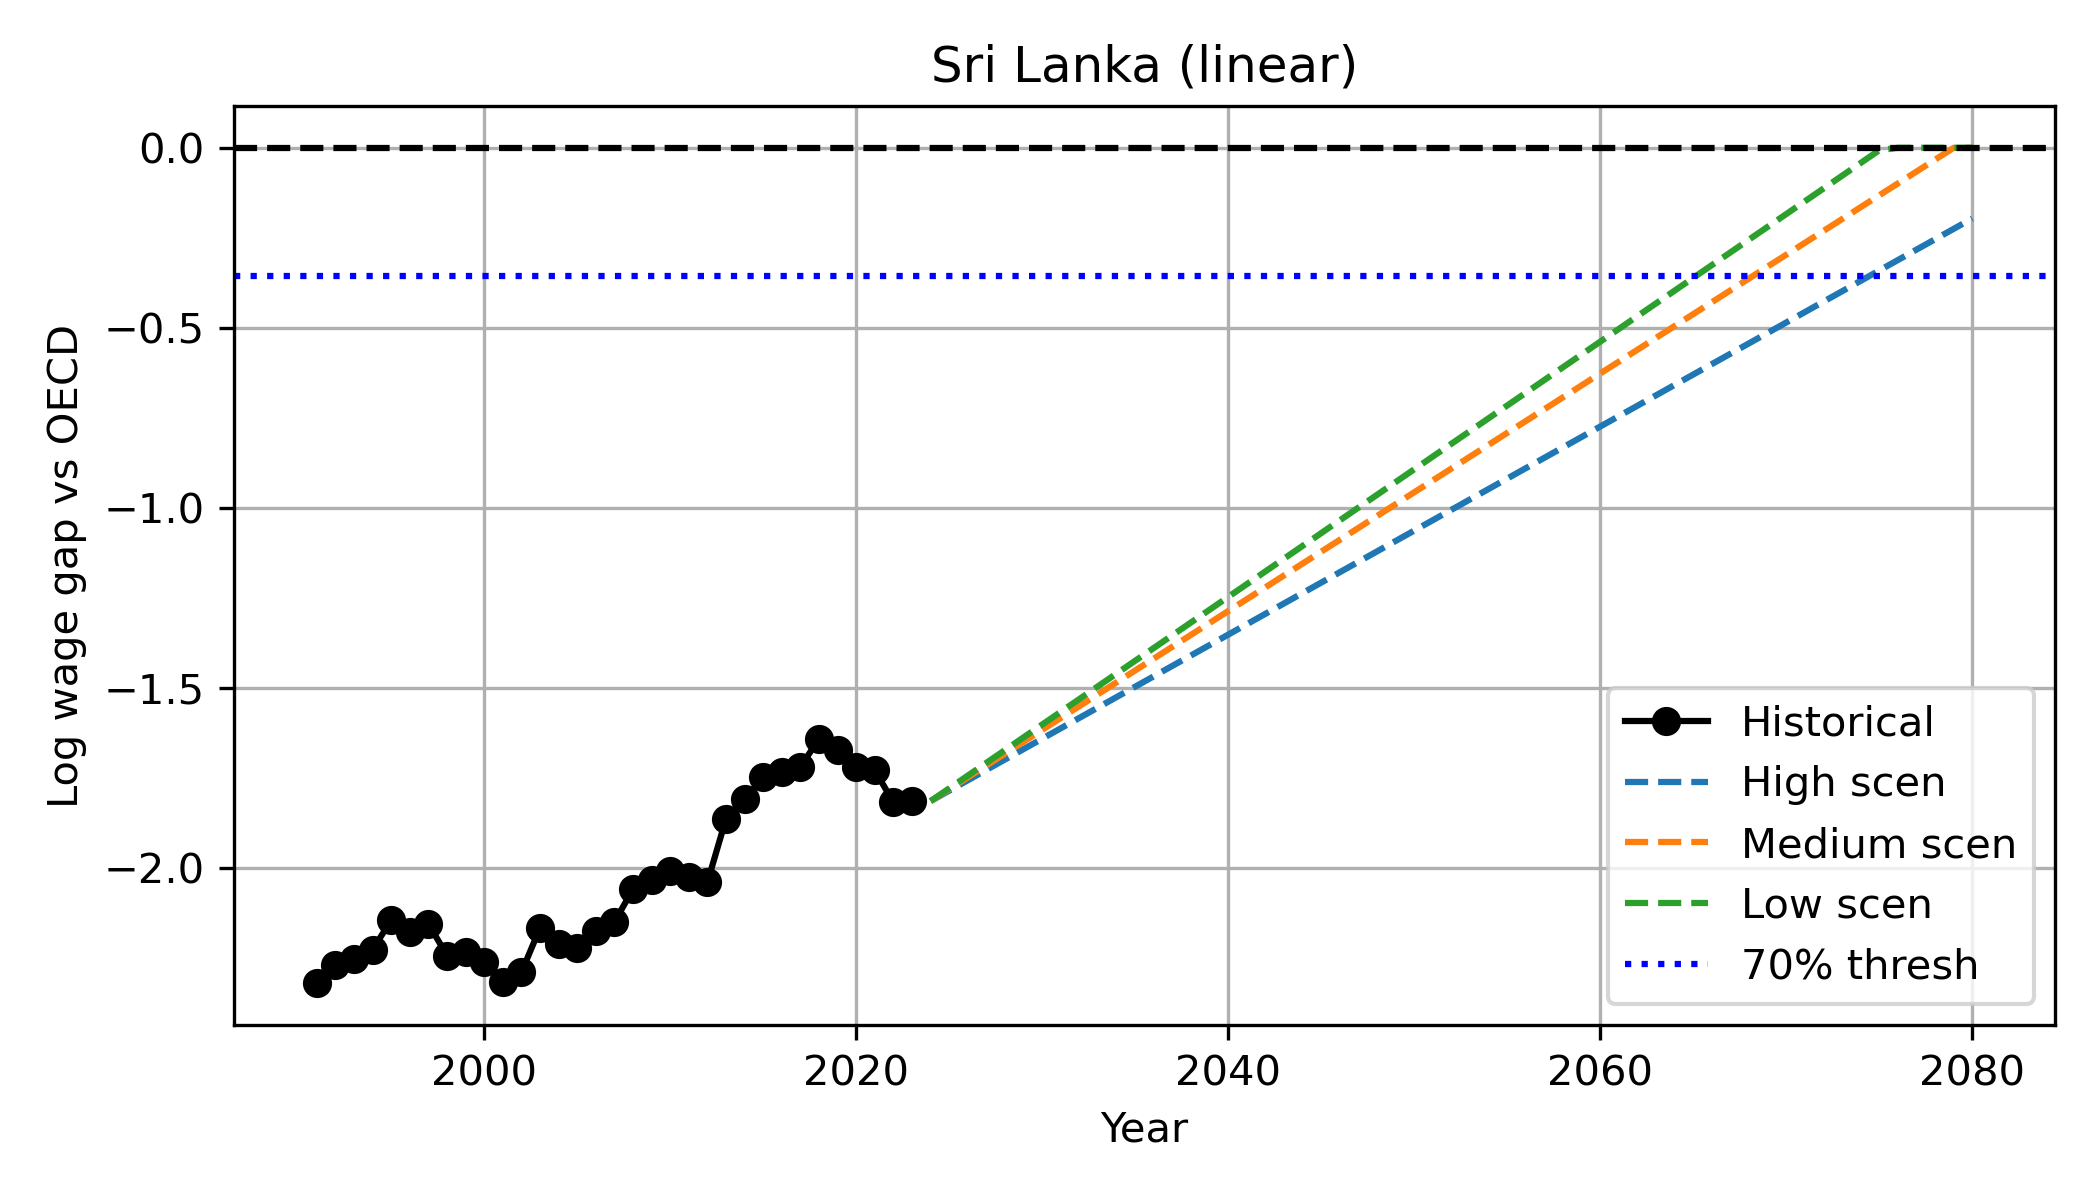 Sri Lanka (linear)
Log wage gap vs OECD
0.0
−0.5
−1.0
−1.5
−2.0
2000
2020
2040
2060
2080
Year
Historical
High scen
Medium scen
Low scen
70% thresh